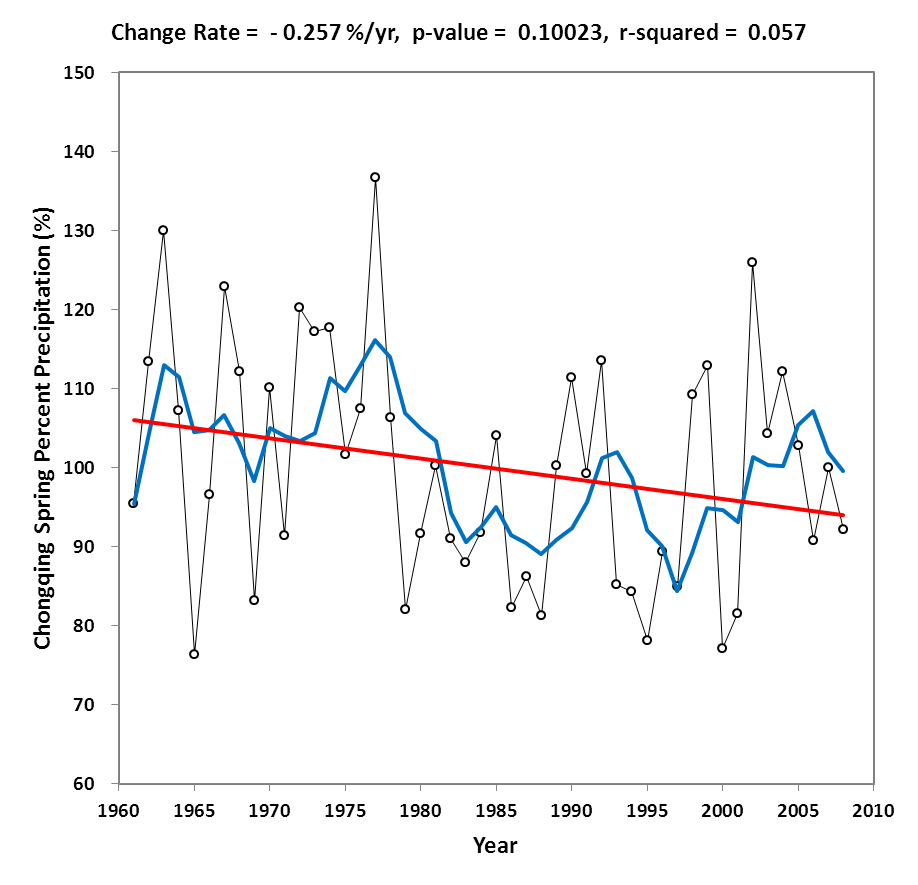 Change Rate = - 0.257 %/yr, p-value = 0.10023, r-squared = 0.057
150
140
130
120
110
100
90
80
70
60
Chongqing Spring Percent Precipitation (%)
1960 1965 1970 1975 1980 1985 1990 1995 2000 2005 2010
Year